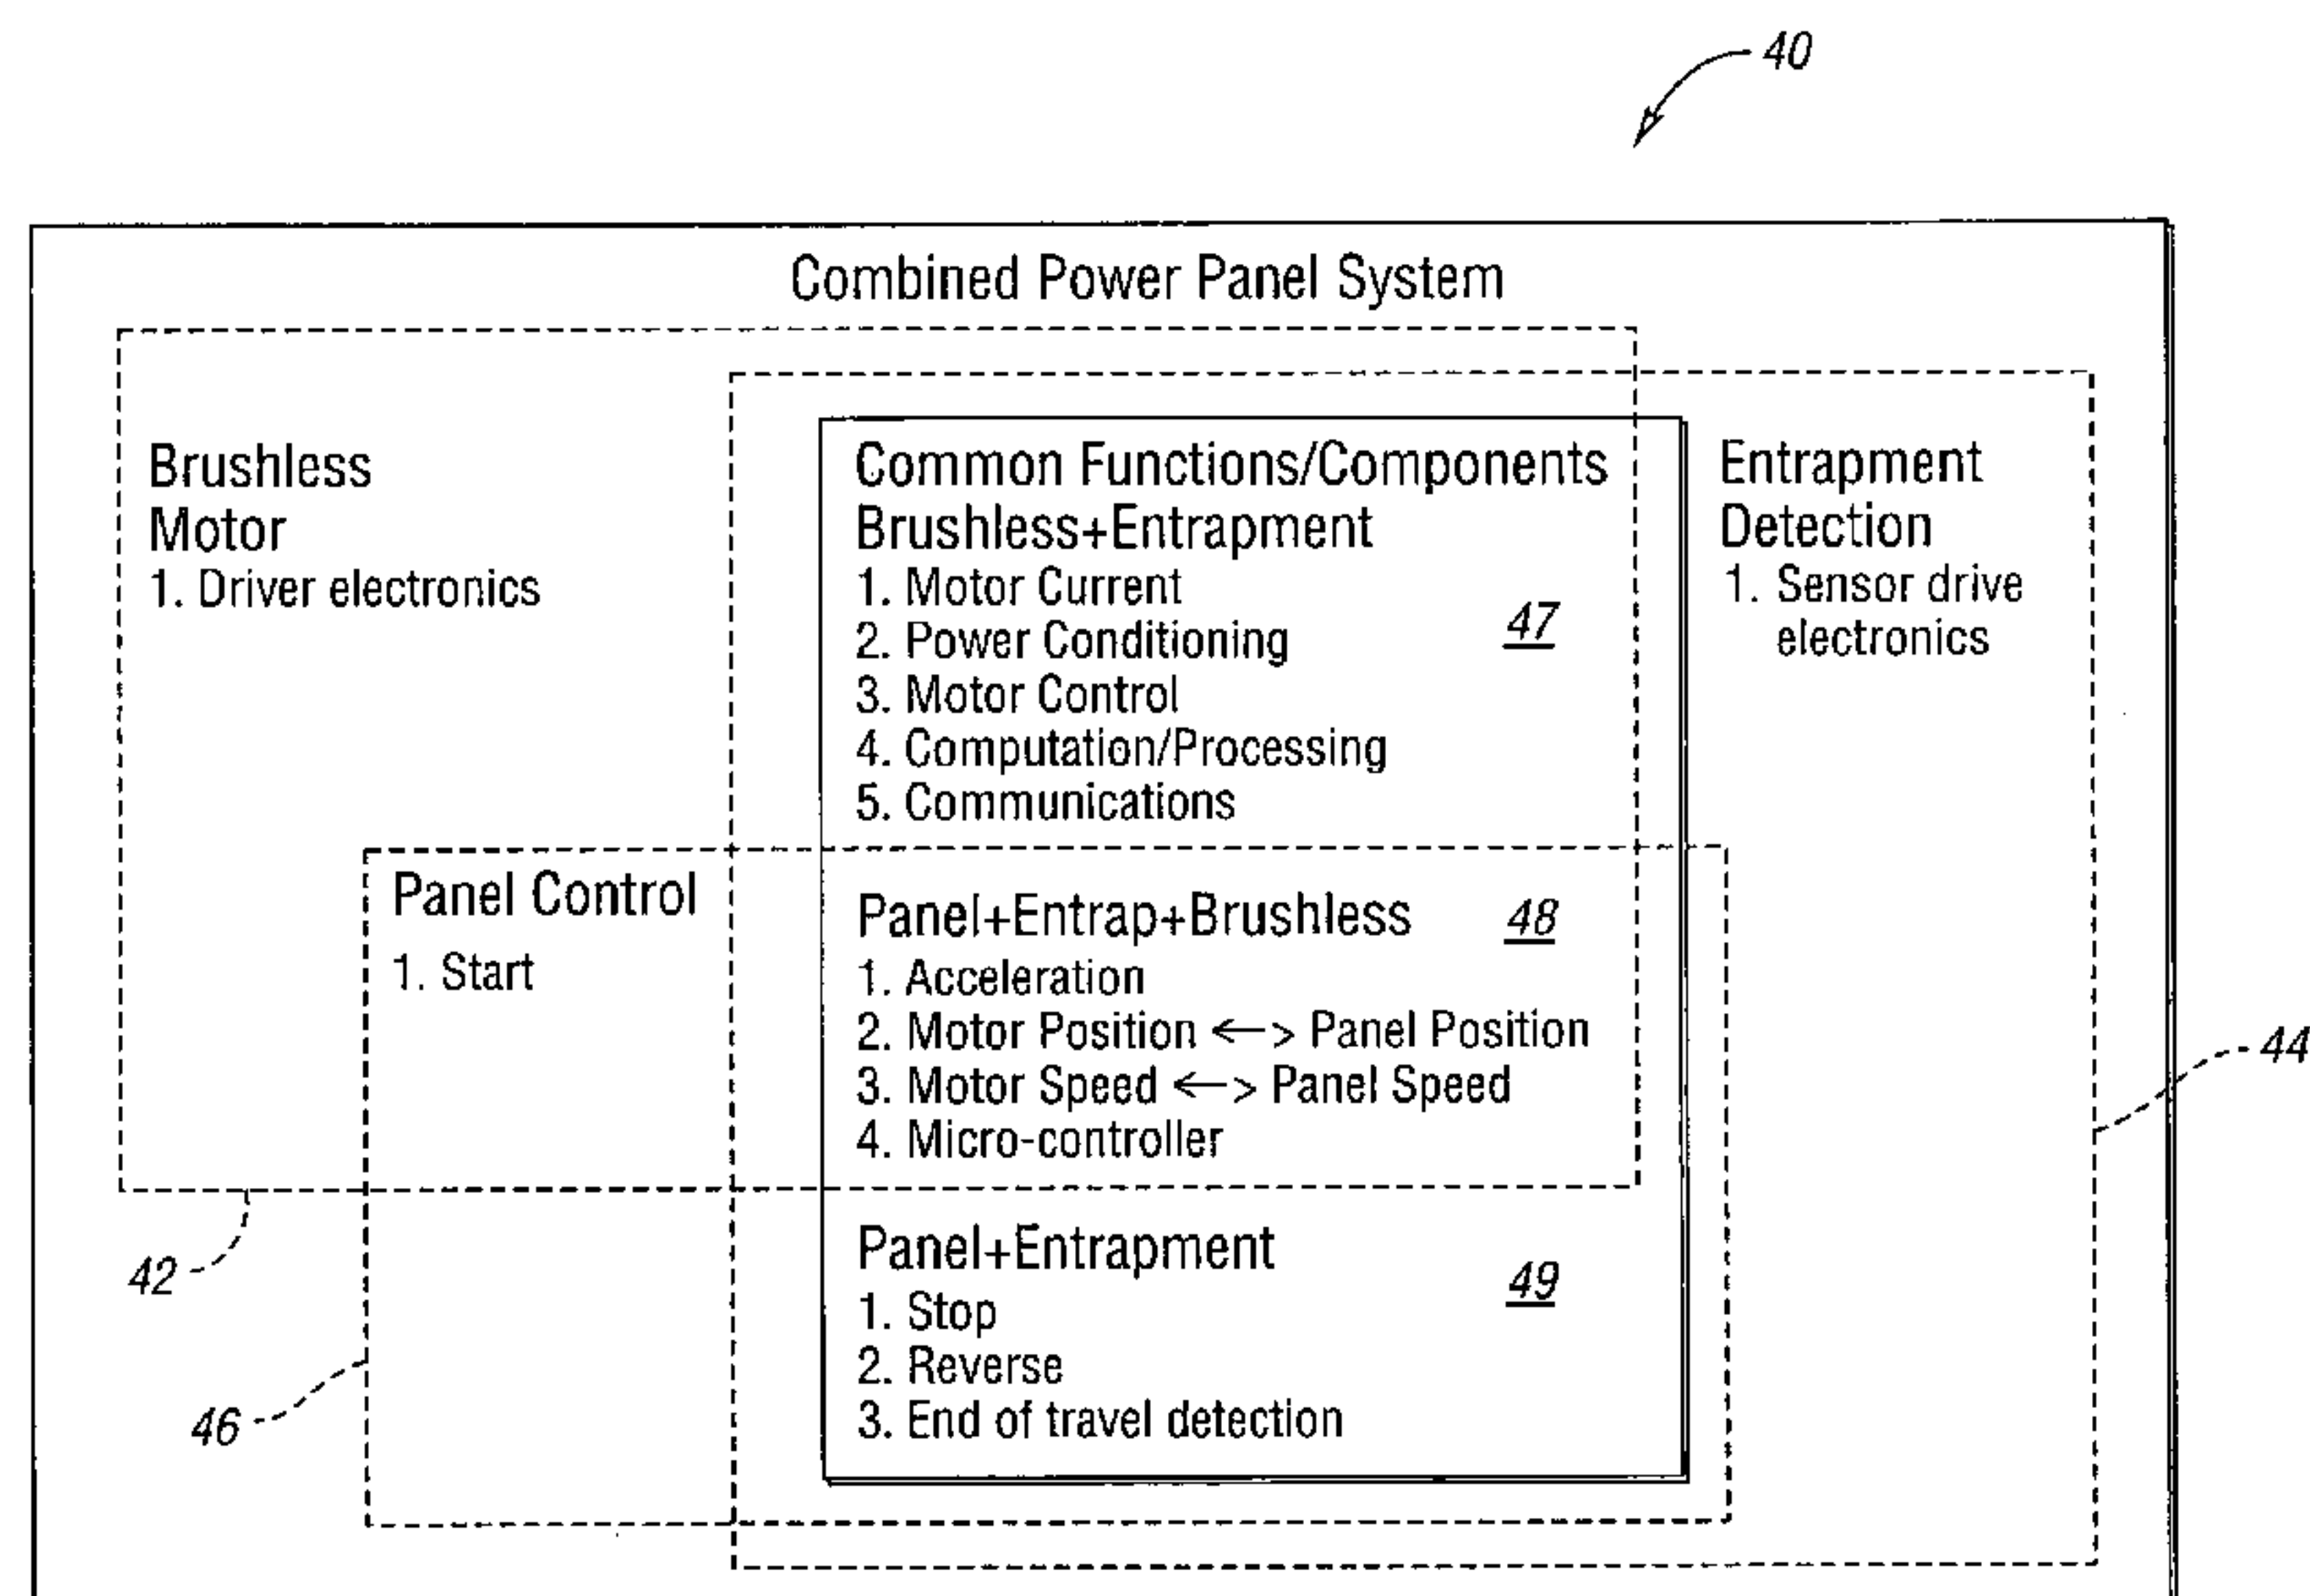 40
Combined Power Panel System
Brushless
Motor
1. Driver electronics
Common Functions/Components
Brushless+Entrapment
1. Motor Current
2. Power Conditioning
3. Motor Control
4. Computation/Processing
5. Communications
47
Entrapment
Detection
1. Sensor drive
electronics
Panel Control
1. Start
Panel+Entrap+Brushless
48
1. Acceleration
2. Motor Position <-> Panel Position
3. Motor Speed <-> Panel Speed
4. Micro-controller
44
42
Panel+Entrapment
49
1. Stop
2. Reverse
3. End of travel detection
46